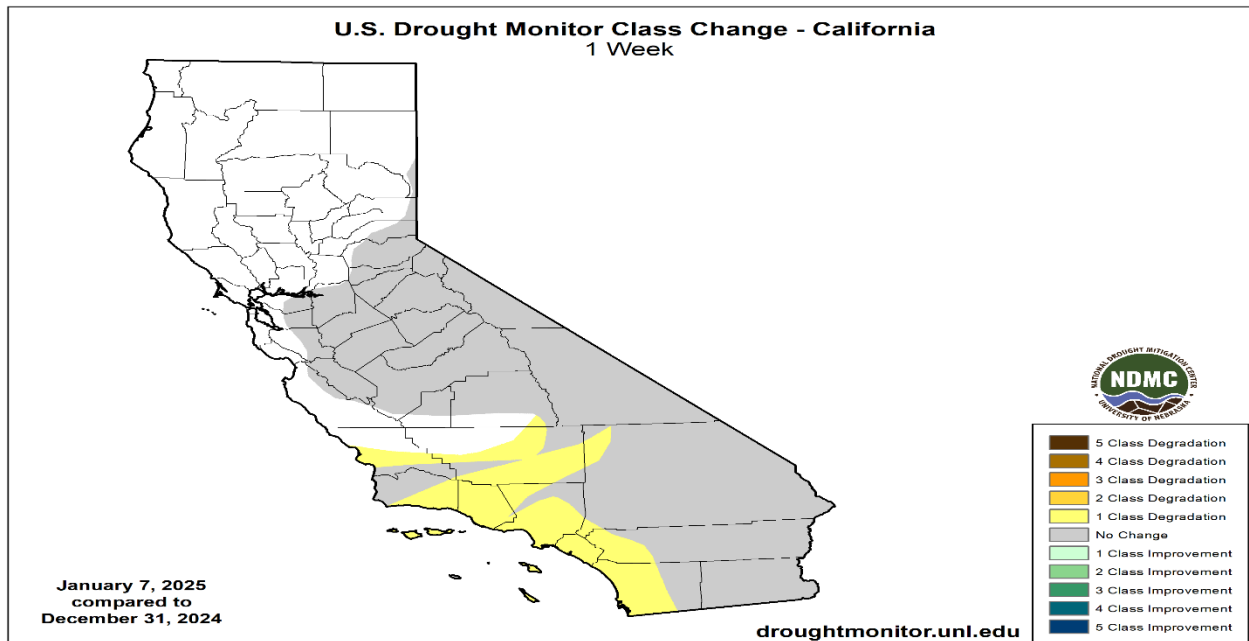 U.S. Drought Monitor Class Change - California
1 Week
NATIONAL DROUGHT MITIGATION CENTER
NDMC
UNIVERSITY OF NEBRASKA
5 Class Degradation
4 Class Degradation
3 Class Degradation
2 Class Degradation
1 Class Degradation
No Change
1 Class Improvement
2 Class Improvement
3 Class Improvement
4 Class Improvement
5 Class Improvement
January 7, 2025
compared to
December 31, 2024
droughtmonitor.unl.edu